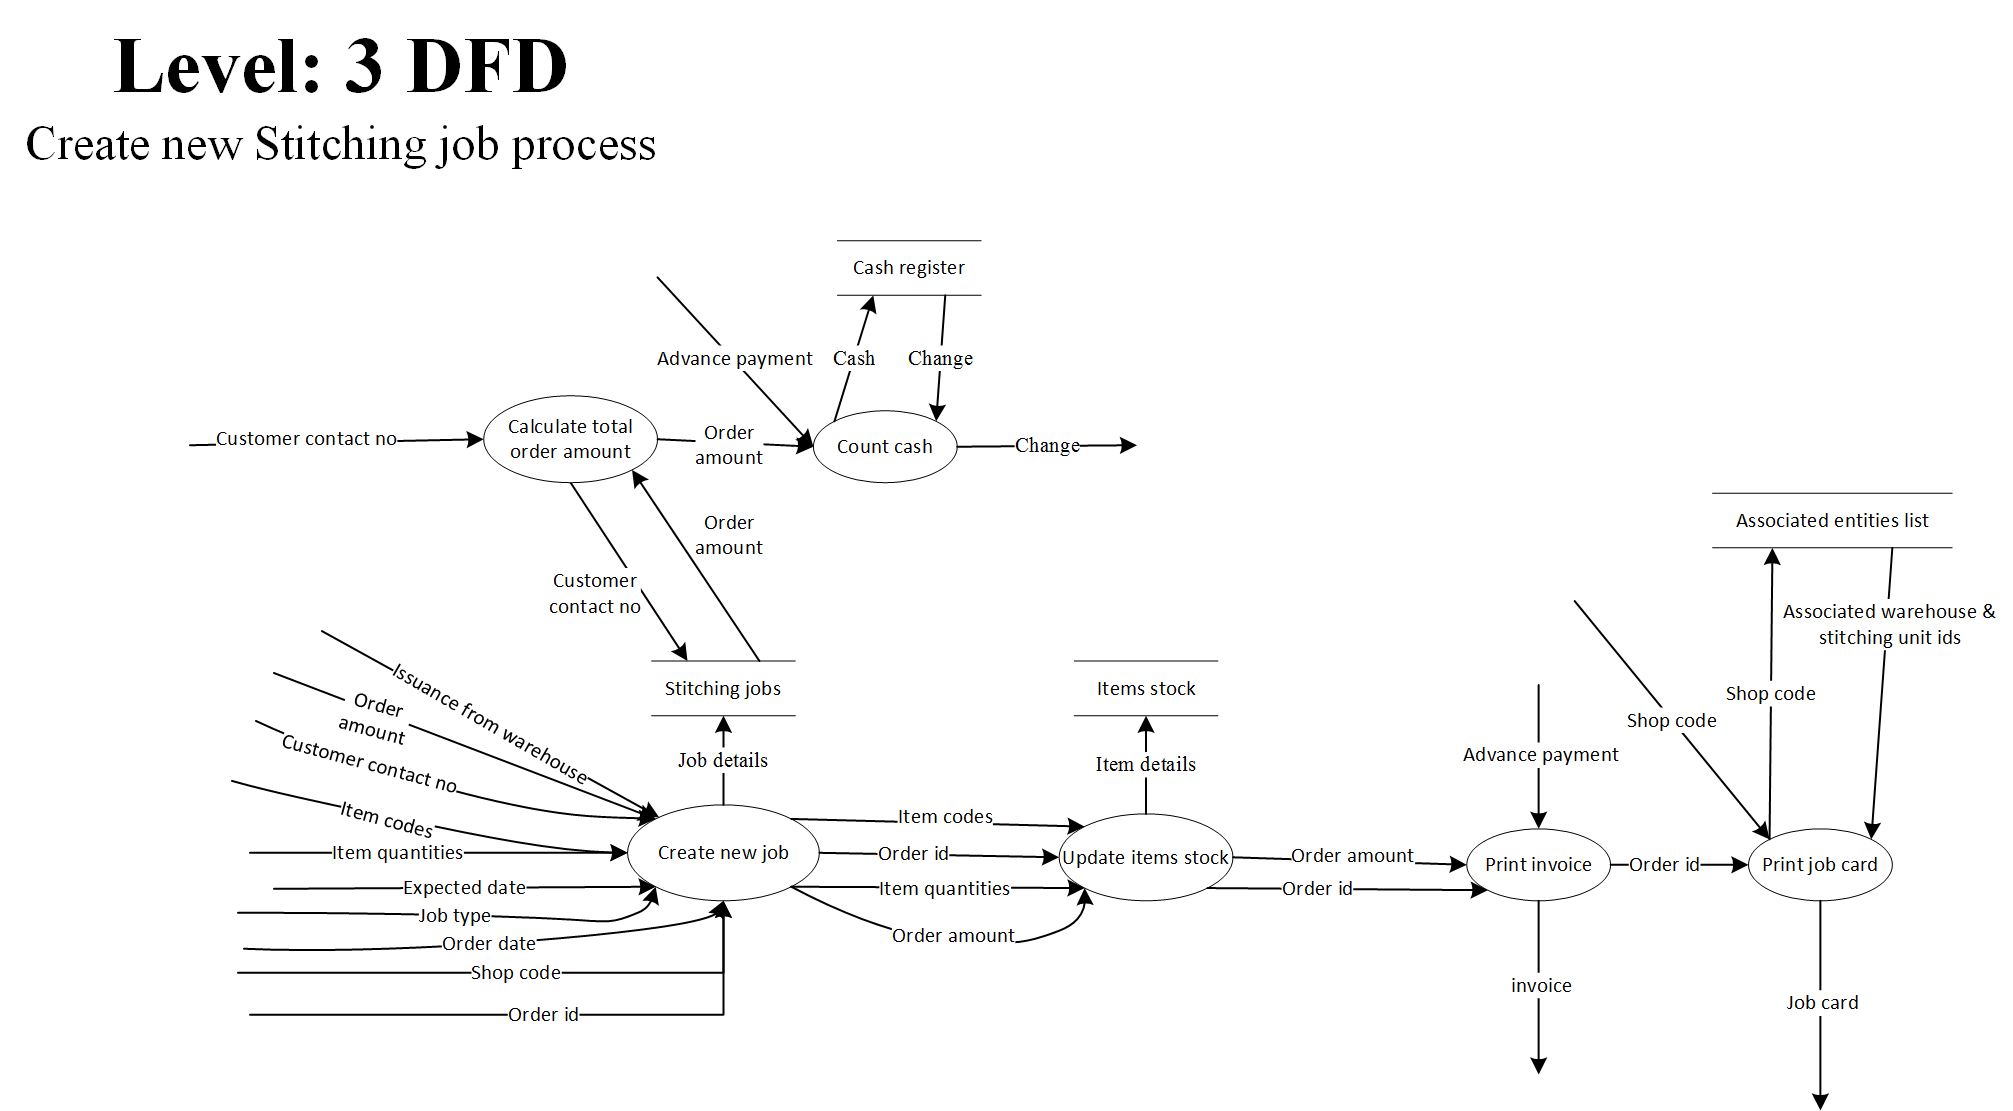 Level: 3 DFD
Create new Stitching job process
Cash register
Advance payment
Cash
Change
Customer contact no
Calculate total
order amount
Order
amount
Count cash
Change
Order
amount
Customer
contact no
Associated entities list
Associated warehouse &
stitching unit ids
Shop code
Shop code
Stitching jobs
Items stock
Issuance from warehouse
Order
amount
Customer contact no
Item codes
Item quantities
Expected date
Job type
Order date
Shop code
Order id
Job details
Item details
Advance payment
Create new job
Item codes
Order id
Item quantities
Order amount
Update items stock
Order amount
Order id
Print invoice
Order id
Print job card
invoice
Job card